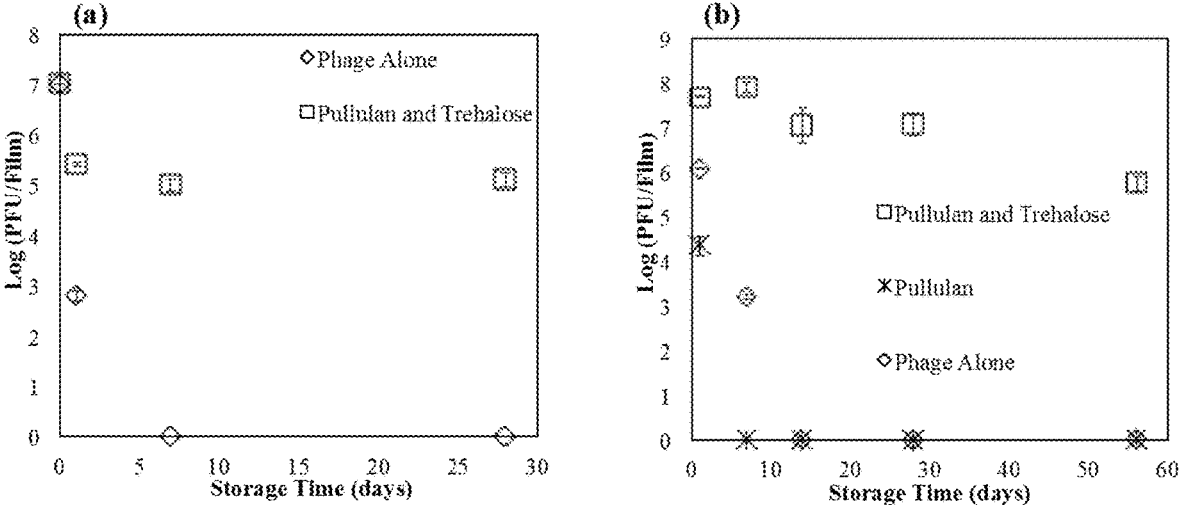 (a)
8
7
6
5
4
3
2
1
0
Log (PFU/Film)
Phage Alone
Pullulan and Trehalose
0 5 10 15 20 25 30
Storage Time (days)
(b)
9
8
7
6
5
4
3
2
1
0
Log (PFU/Film)
Pullulan and Trehalose
Pullulan
Phage Alone
0 10 20 30 40 50 60
Storage Time (days)